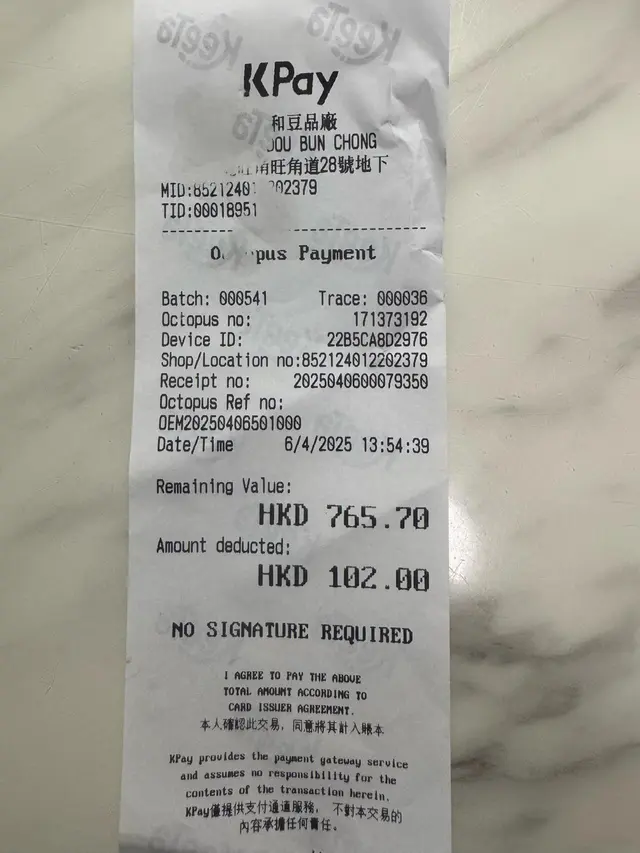 KPay
和豆品廠
DOU BUN CHONG
旺角道28號地下
MID:852124012202379
TID:00018951
Octopus Payment
Batch: 000541 Trace: 000036
Octopus no: 171373192
Device ID: 22B5CA8D2976
Shop/Location no:852124012202379
Receipt no: 2025040600079350
Octopus Ref no:
OEM20250406501000
Date/Time 6/4/2025 13:54:39
Remaining Value:
HKD 765.70
Amount deducted:
HKD 102.00
NO SIGNATURE REQUIRED
I AGREE TO PAY THE ABOVE
TOTAL AMOUNT ACCORDING TO
CARD ISSUER AGREEMENT.
本人確認此交易, 同意將其計入賬本
KPay provides the payment gateway service
and assumes no responsibility for the
contents of the transaction herein.
KPay僅提供支付通道服務, 不對本交易的
內容承擔任何責任。